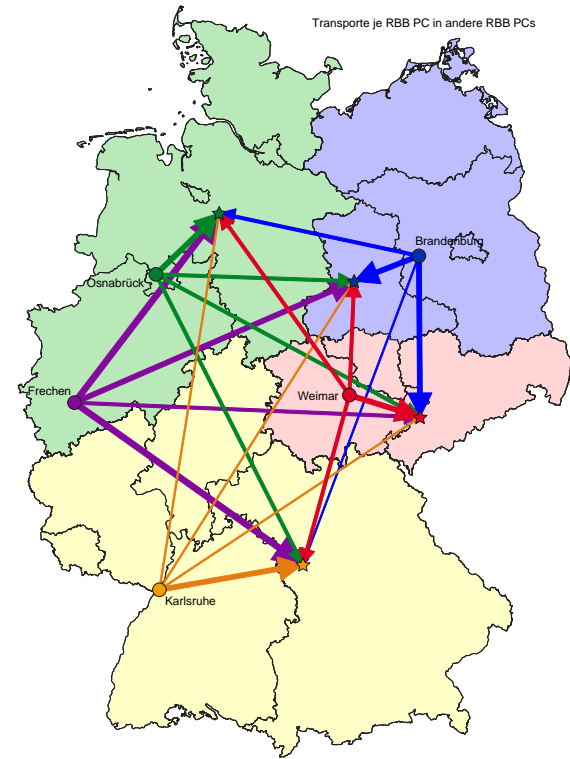 Transporte je RBB PC in andere RBB PCs
Brandenburg
Osnabrück
Frechen
Weimar
Karlsruhe